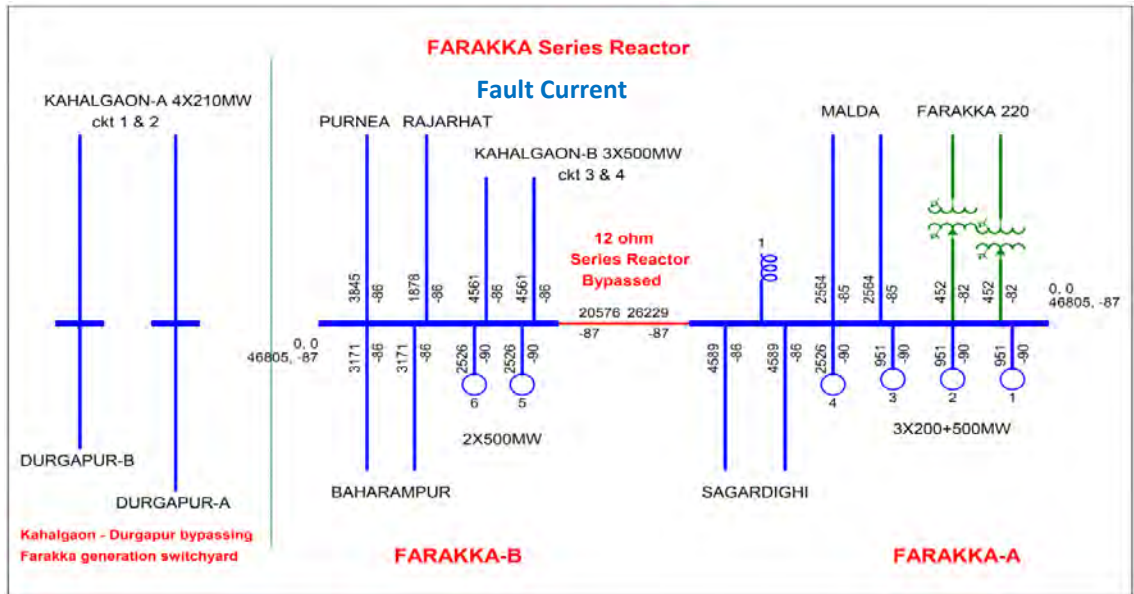 FARAKKA Series Reactor
Fault Current
KAHALGAON-A 4X210MW
ckt 1 & 2
PURNEA RAJARHAT
KAHALGAON-B 3X500MW
ckt 3 & 4
MALDA
FARAKKA 220
12 ohm
Series Reactor
Bypassed
1
3845
-86
1878
-86
4561
-86
4561
-86
2564
-85
2564
-85
452
-82
452
-82
0, 0
46805, -87
20576 26229
-87 -87
0, 0
46805, -87
3171
-86
3171
-86
2526
-90
2526
-90
4589
-86
4589
-86
2526
-90
951
-90
951
-90
951
-90
6
5
4
3
2
1
2X500MW
3X200+500MW
DURGAPUR-B
DURGAPUR-A
BAHARAMPUR
SAGARDIGHI
Kahalgaon - Durgapur bypassing
Farakka generation switchyard
FARAKKA-B
FARAKKA-A